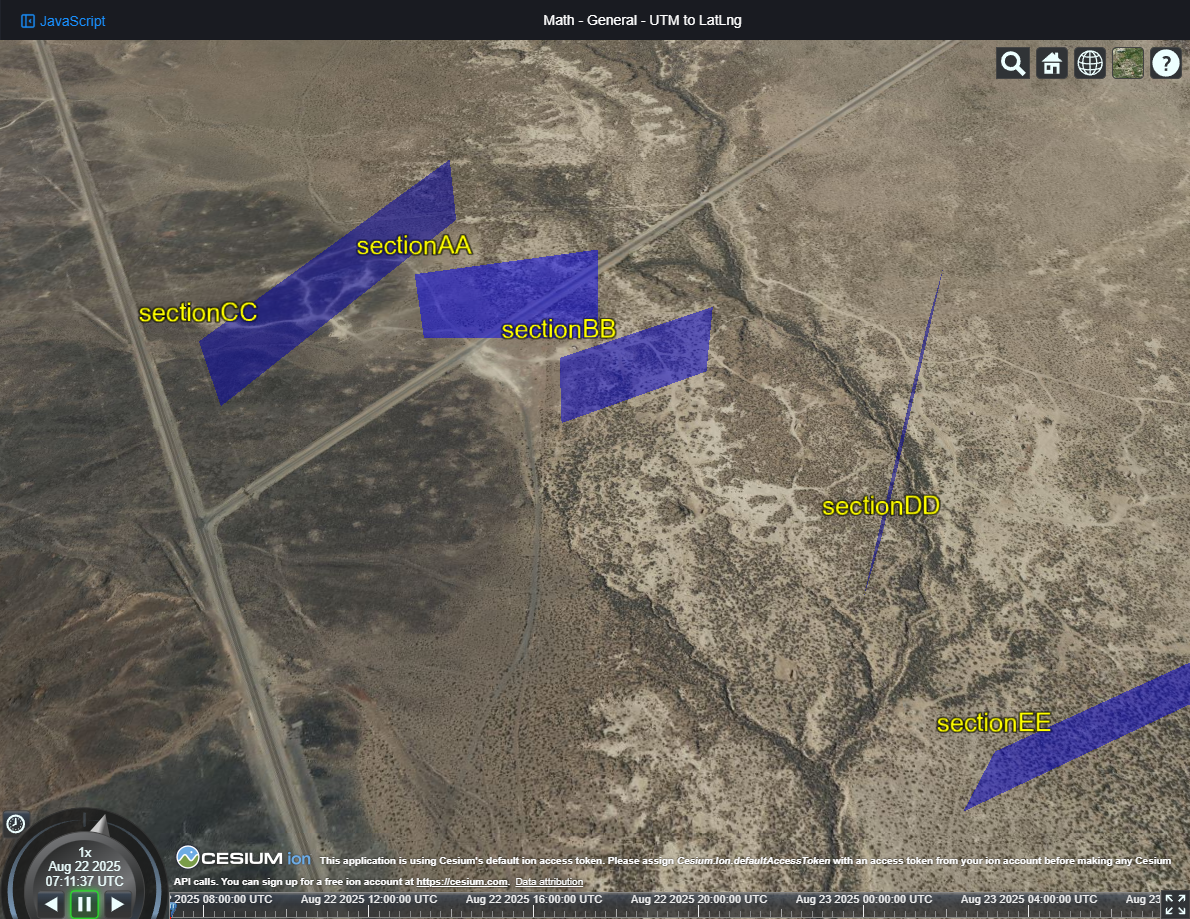 JavaScript
Math - General - UTM to LatLng
?
sectionAA
sectionCC
sectionBB
sectionDD
sectionEE
1x
Aug 22 2025
07:11:37 UTC
CESIUM ion This application is using Cesium's default ion access token. Please assign Cesium.Ion.defaultAccessToken with an access token from your ion account before making any Cesium
API calls. You can sign up for a free ion account at https://cesium.com. Data attribution
2025 08:00:00 UTC Aug 22 2025 12:00:00 UTC Aug 22 2025 16:00:00 UTC Aug 22 2025 20:00:00 UTC Aug 23 2025 00:00:00 UTC Aug 23 2025 04:00:00 UTC Aug 23